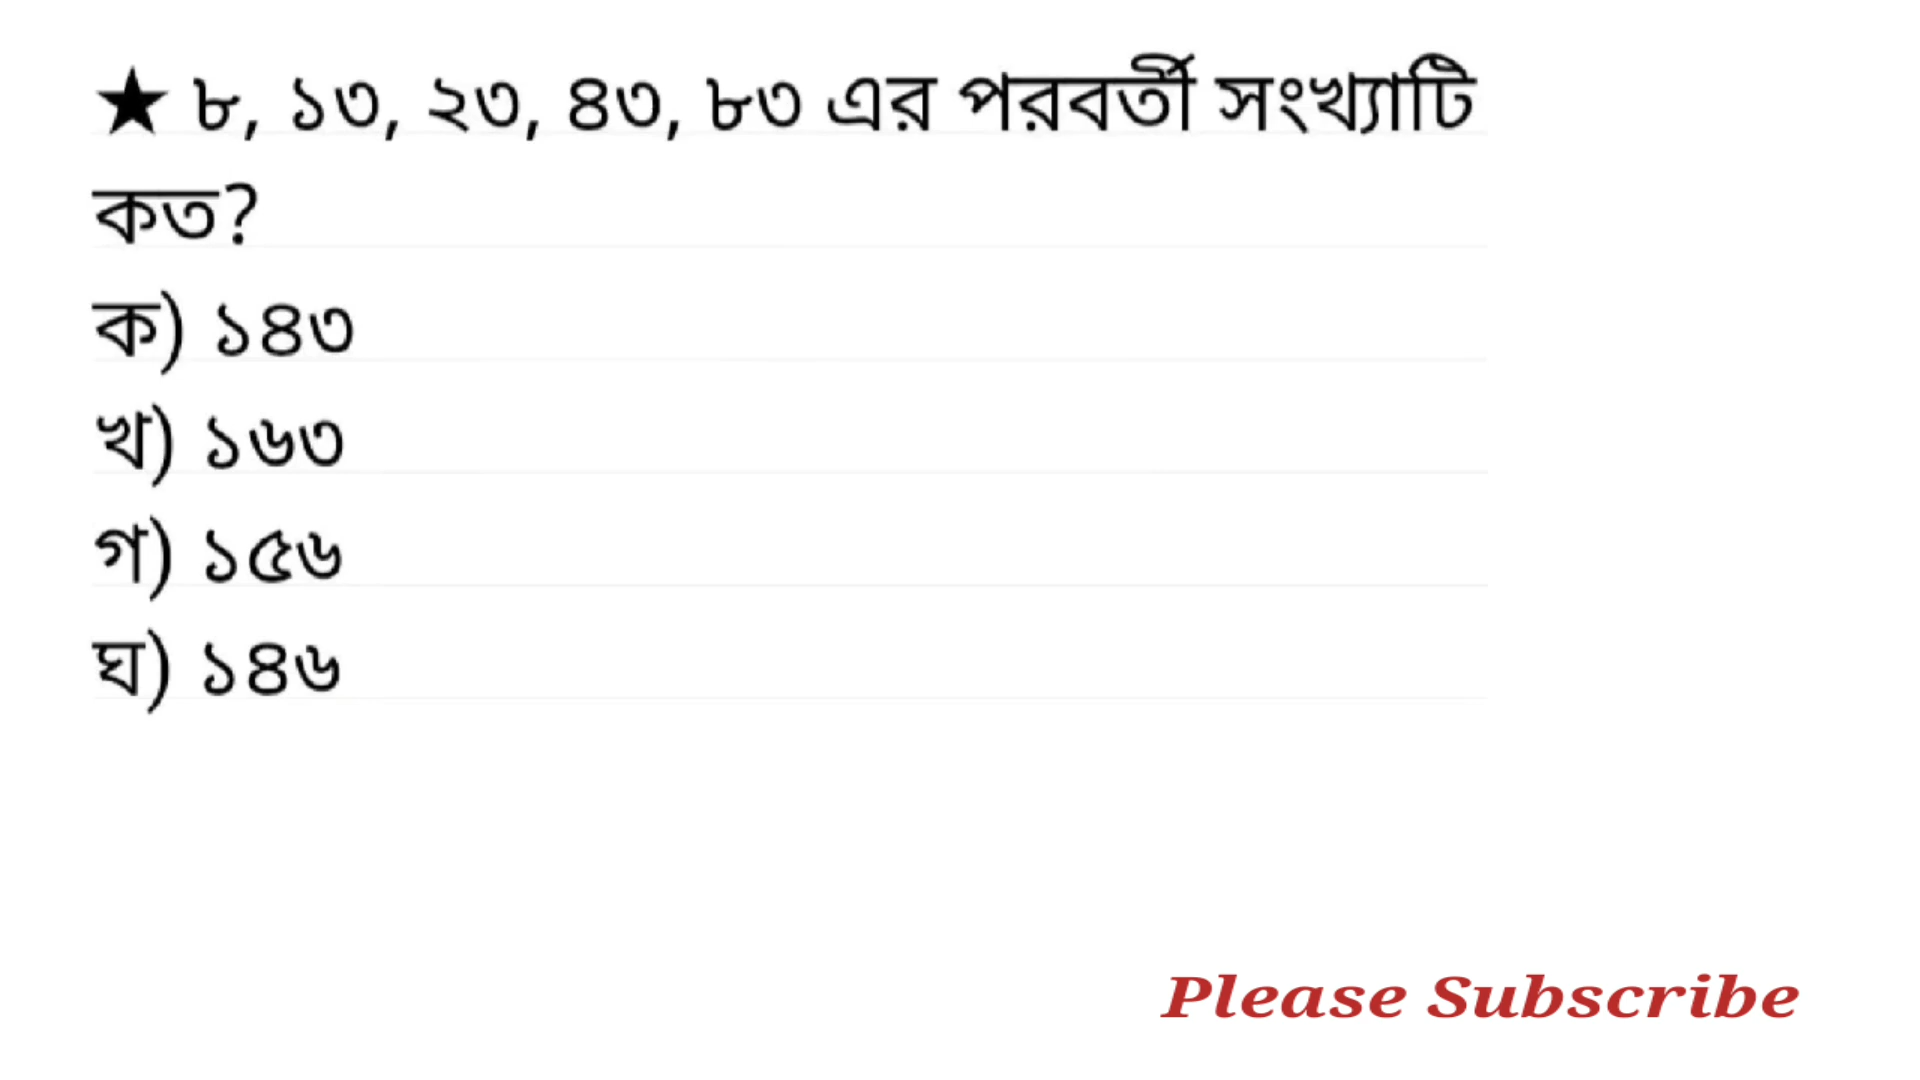 ★ ৮, ১৩, ২৩, ৪৩, ৮৩ এর পরবর্তী সংখ্যাটি
কত?
ক) ১৪৩
খ) ১৬৩
গ) ১৫৬
ঘ) ১৪৬
Please Subscribe